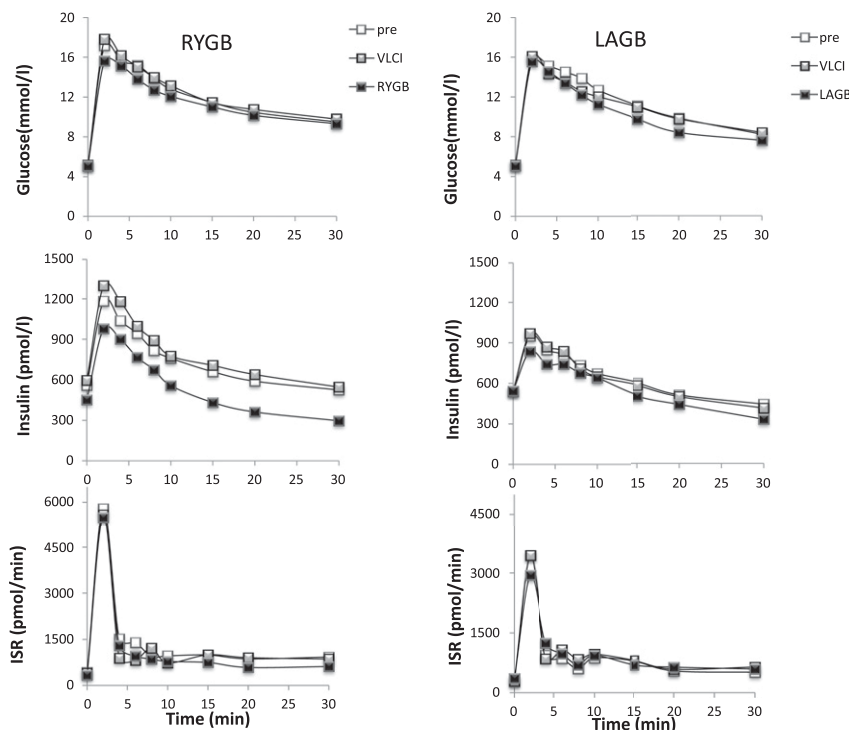 RYGB
pre
VLCI
RYGB
Glucose(mmol/l)
20
16
12
8
4
0
0 5 10 15 20 25 30
LAGB
pre
VLCI
LAGB
Glucose(mmol/l)
20
16
12
8
4
0
0 5 10 15 20 25 30
Insulin (pmol/l)
1500
1200
900
600
300
0
0 5 10 15 20 25 30
Insulin (pmol/l)
1500
1200
900
600
300
0
0 5 10 15 20 25 30
ISR (pmol/min)
6000
4500
3000
1500
0
0 5 10 15 20 25 30
Time (min)
ISR (pmol/min)
4500
3000
1500
0
0 5 10 15 20 25 30
Time (min)